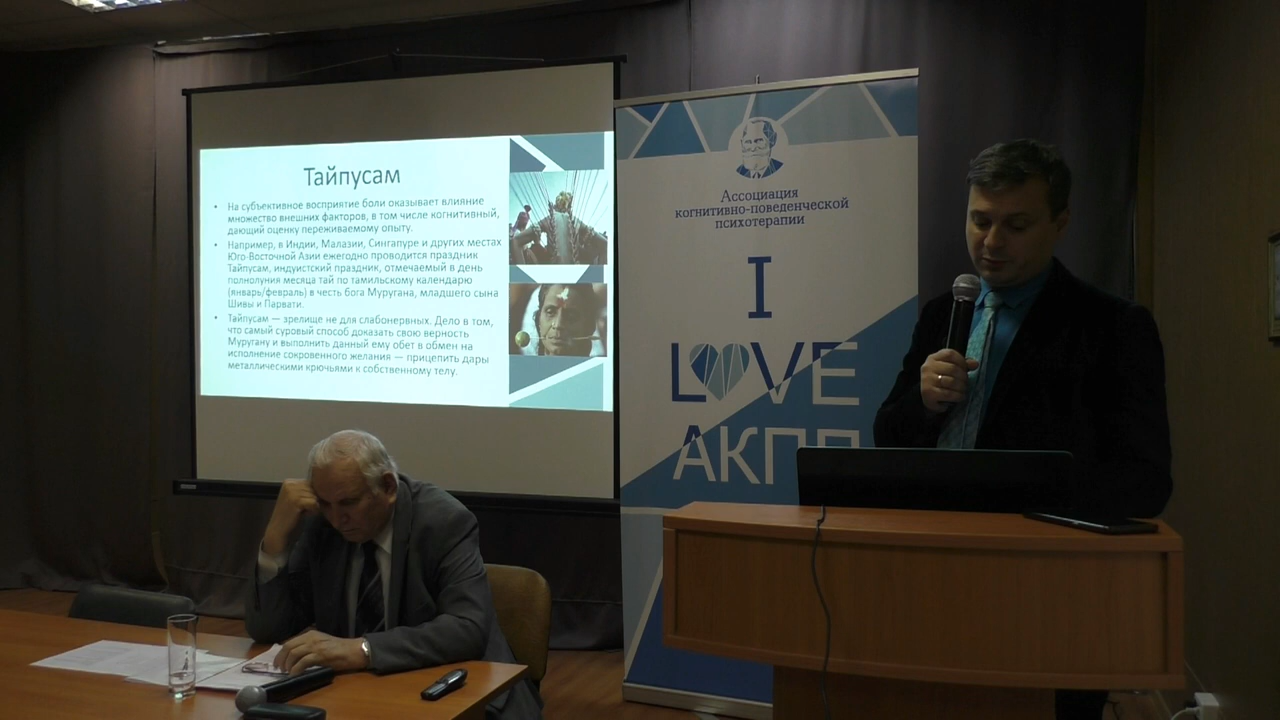 Тайпусам
• На субъективное восприятие боли оказывает влияние
множество внешних факторов, в том числе когнитивный,
дающий оценку переживаемому опыту.
• Например, в Индии, Малазии, Сингапуре и других местах
Юго-Восточной Азии ежегодно проводится праздник
Тайпусам, индуистский праздник, отмечаемый в день
полнолуния месяца тай по тамильскому календарю
(январь/февраль) в честь бога Муругана, младшего сына
Шивы и Парвати.
• Тайпусам — зрелище не для слабонервных. Дело в том,
что самый суровый способ доказать свою верность
Муругану и выполнить данный ему обет в обмен на
исполнение сокровенного желания — прицепить дары
металлическими крючьями к собственному телу.
Ассоциация
когнитивно-поведенческой
психотерапии
I
LOVE
АКПП